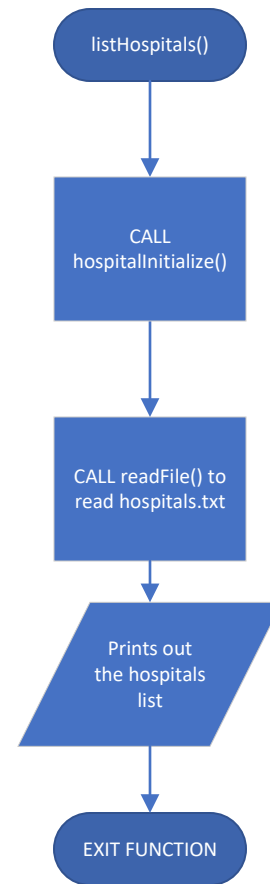 listHospitals()
CALL
hospitalInitialize()
CALL readFile() to
read hospitals.txt
Prints out
the hospitals
list
EXIT FUNCTION